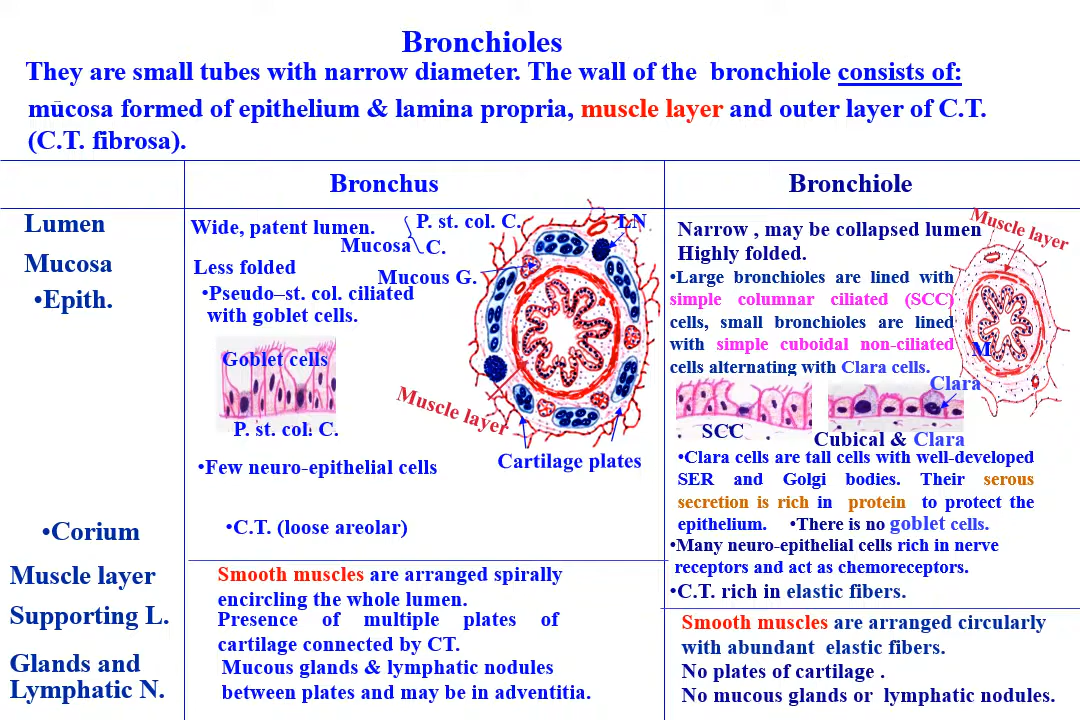 Bronchioles
They are small tubes with narrow diameter. The wall of the bronchiole consists of:
mūcosa formed of epithelium & lamina propria, muscle layer and outer layer of C.T.
(C.T. fibrosa).
Bronchus
Bronchiole
Lumen
Wide, patent lumen.
P. st. col. C.
Mucosa
C.
LN
Narrow , may be collapsed lumen
Muscle layer
Mucosa
Less folded
Mucous G.
Highly folded.
•Epith.
•Pseudo–st. col. ciliated
with goblet cells.
•Large bronchioles are lined with
simple columnar ciliated (SCC)
cells, small bronchioles are lined
with simple cuboidal non-ciliated
cells alternating with Clara cells.
M
Goblet cells
P. st. col. C.
Muscle layer
Cartilage plates
Clara
SCC
Cubical & Clara
•Few neuro-epithelial cells
•Clara cells are tall cells with well-developed
SER and Golgi bodies. Their serous
secretion is rich in protein to protect the
epithelium. •There is no goblet cells.
•Many neuro-epithelial cells rich in nerve
receptors and act as chemoreceptors.
•Corium
•C.T. (loose areolar)
•C.T. rich in elastic fibers.
Muscle layer
Smooth muscles are arranged spirally
encircling the whole lumen.
Smooth muscles are arranged circularly
with abundant elastic fibers.
Supporting L.
Presence of multiple plates of
cartilage connected by CT.
No plates of cartilage .
Glands and
Lymphatic N.
Mucous glands & lymphatic nodules
between plates and may be in adventitia.
No mucous glands or lymphatic nodules.